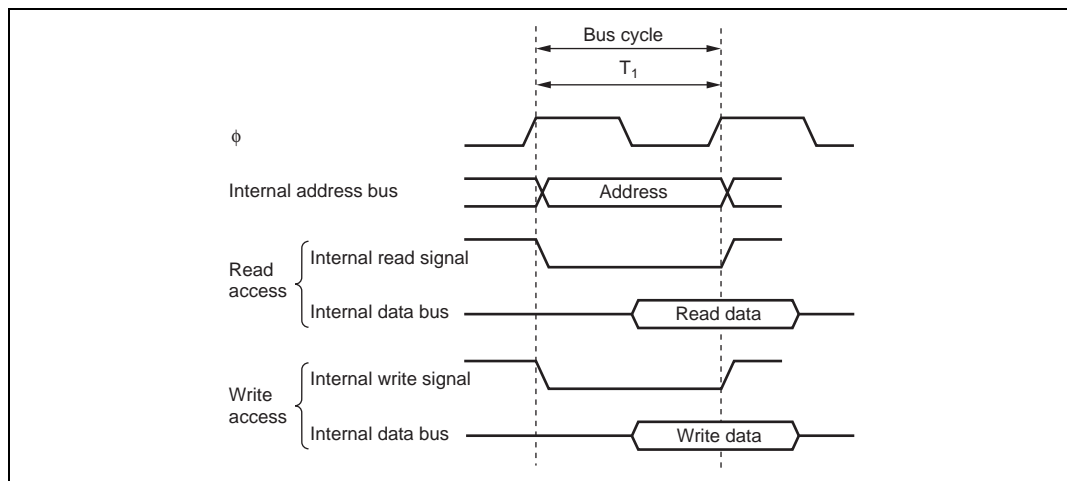 Bus cycle
T₁
ϕ
Internal address bus
Address
Read access
Internal read signal
Internal data bus
Read data
Write access
Internal write signal
Internal data bus
Write data